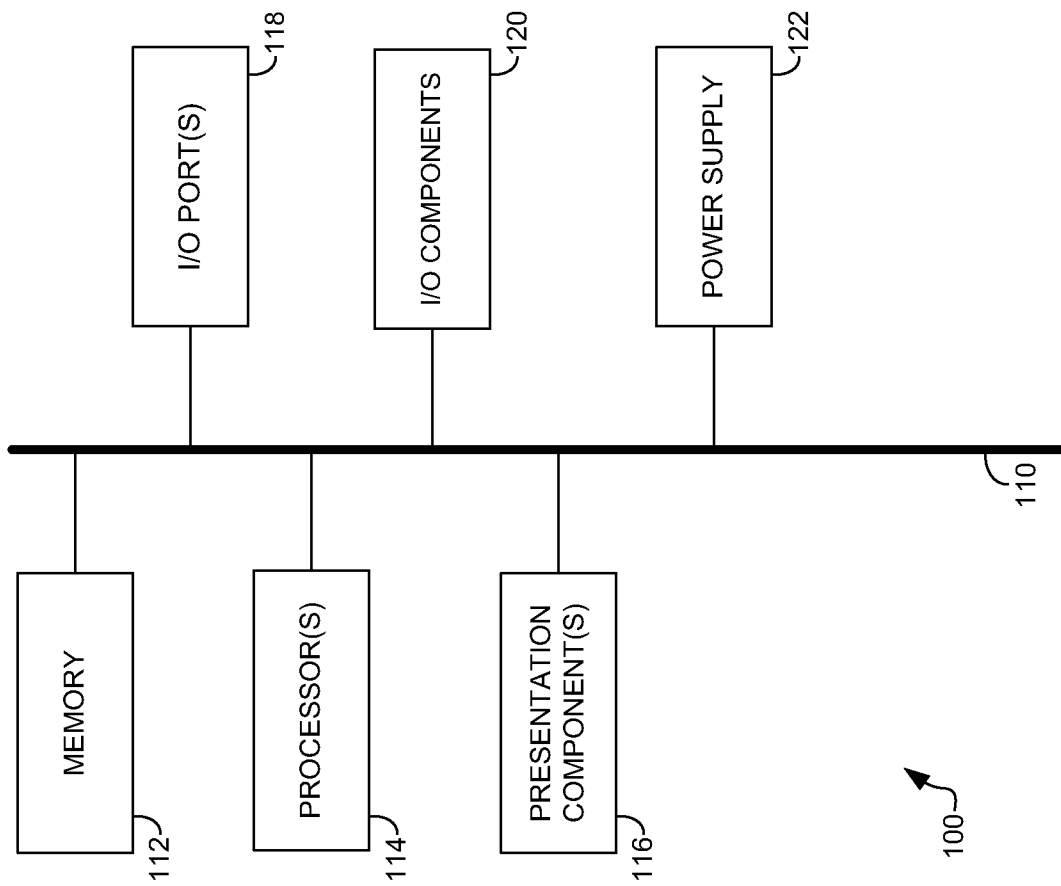 MEMORY
112
PROCESSOR(S)
114
PRESENTATION
COMPONENT(S)
116
I/O PORT(S)
118
I/O COMPONENTS
120
POWER SUPPLY
122
110
100